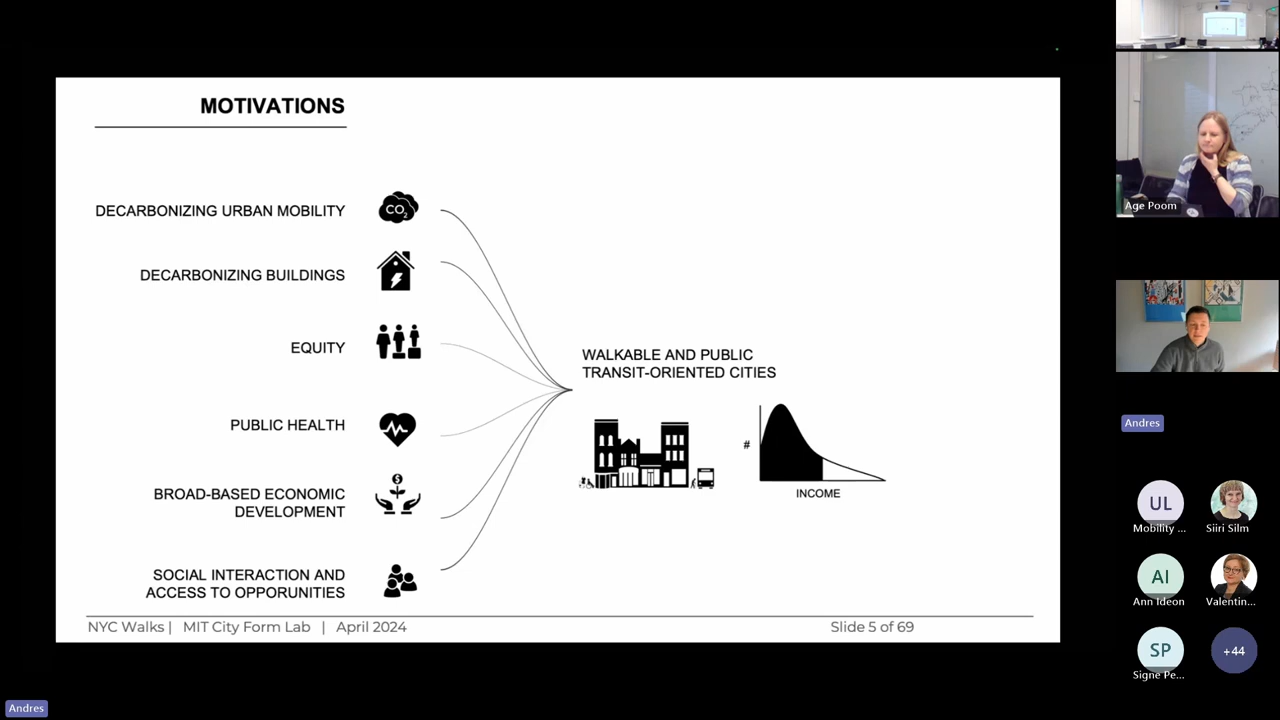 MOTIVATIONS
DECARBONIZING URBAN MOBILITY
CO2
DECARBONIZING BUILDINGS
EQUITY
PUBLIC HEALTH
$
BROAD-BASED ECONOMIC
DEVELOPMENT
SOCIAL INTERACTION AND
ACCESS TO OPPORUNITIES
WALKABLE AND PUBLIC
TRANSIT-ORIENTED CITIES
#
INCOME
NYC Walks | MIT City Form Lab | April 2024
Slide 5 of 69
Andres
Age Poom
Andres
UL
Mobility ...
Siiri Silm
AI
Ann Ideon
Valentin...
SP
Signe Pe...
+44